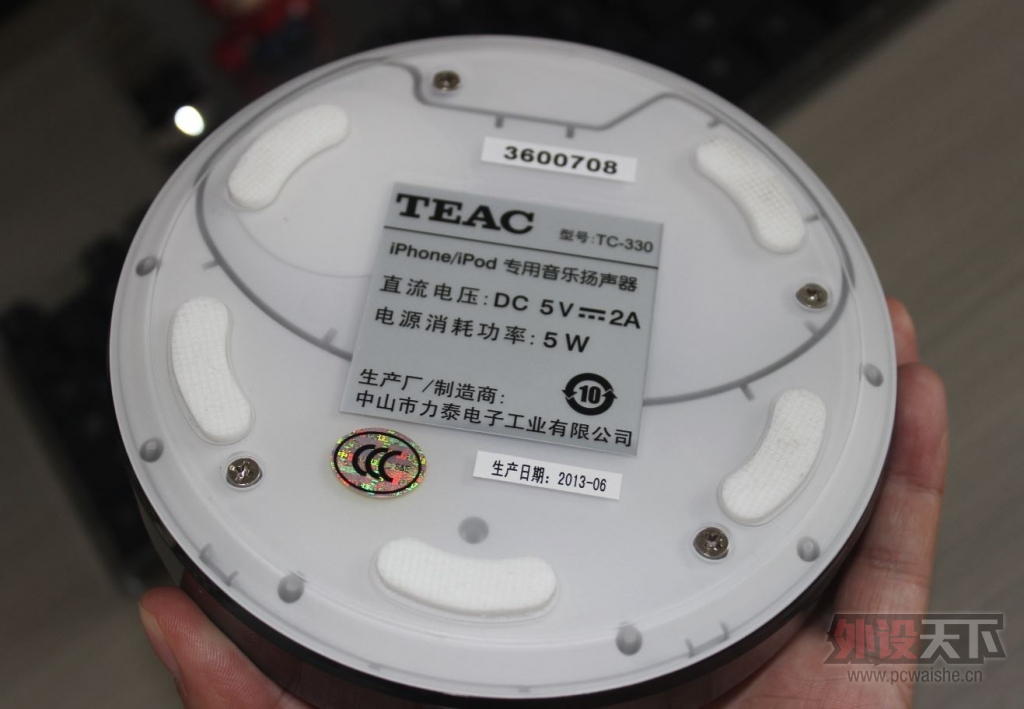 3600708
TEAC 型号:TC-330
iPhone/iPod 专用音乐扬声器
直流电压:DC 5V⎓2A
电源消耗功率:5W
生产厂/制造商:
10
中山市力泰电子工业有限公司
CCC S&E
生产日期: 2013-06
外设天下
www.pcwaishe.cn